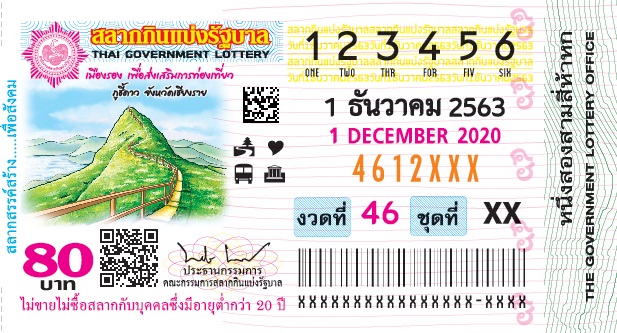 สลากกินแบ่งรัฐบาล
THAI GOVERNMENT LOTTERY
เมืองรอง เพื่อส่งเสริมการท่องเที่ยว
ภูชี้ดาว จังหวัดเชียงราย
1 2 3 4 5 6
ONE TWO THR FOR FIV SIX
1 ธันวาคม 2563
1 DECEMBER 2020
4612XXX
งวดที่ 46 ชุดที่ XX
80
บาท
ประธานกรรมการ
คณะกรรมการสลากกินแบ่งรัฐบาล
ไม่ขายไม่ซื้อสลากกับบุคคลซึ่งมีอายุต่ำกว่า 20 ปี
สลากสรรค์สร้าง.....เพื่อสังคม
หนึ่งสองสามสี่ห้าหก
THE GOVERNMENT LOTTERY OFFICE